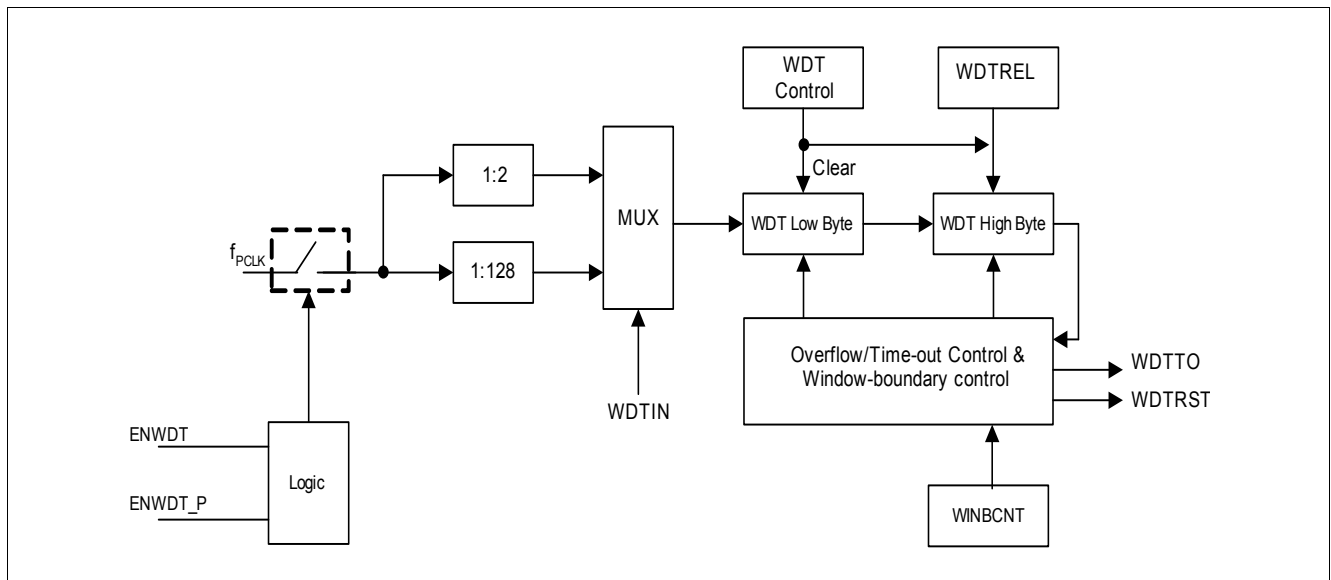 WDT
Control
WDTREL
Clear
1:2
MUX
WDT Low Byte
WDT High Byte
fPCLK
1:128
Overflow/Time-out Control &
Window-boundary control
WDTTO
WDTRST
WDTIN
ENWDT
Logic
ENWDT_P
WINBCNT